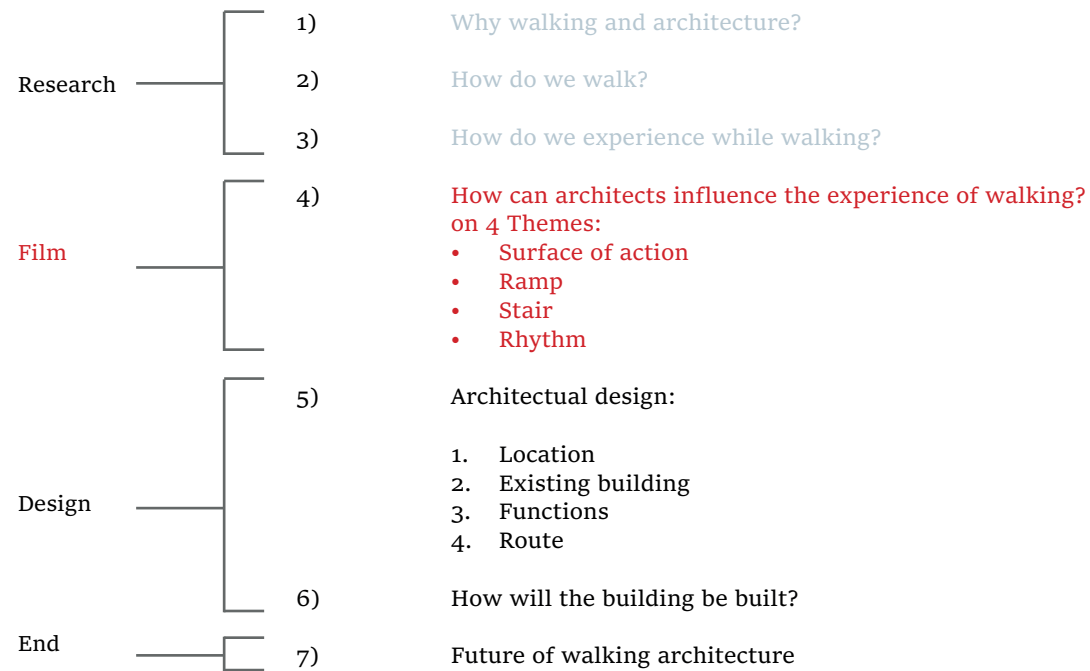 Research
1) Why walking and architecture?
2) How do we walk?
3) How do we experience while walking?
Film
4) How can architects influence the experience of walking?
on 4 Themes:
• Surface of action
• Ramp
• Stair
• Rhythm
Design
5) Architectual design:
1. Location
2. Existing building
3. Functions
4. Route
6) How will the building be built?
End
7) Future of walking architecture